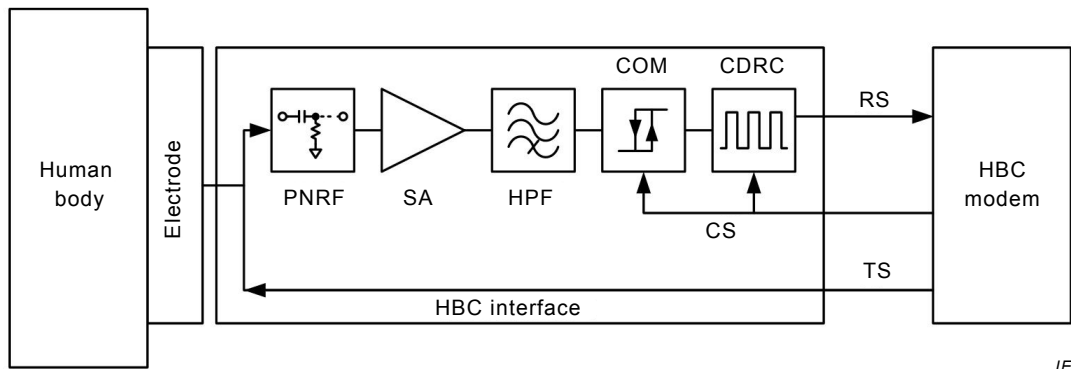 COM
CDRC
RS
Human
body
Electrode
PNRF
SA
HPF
CS
HBC
modem
TS
HBC interface